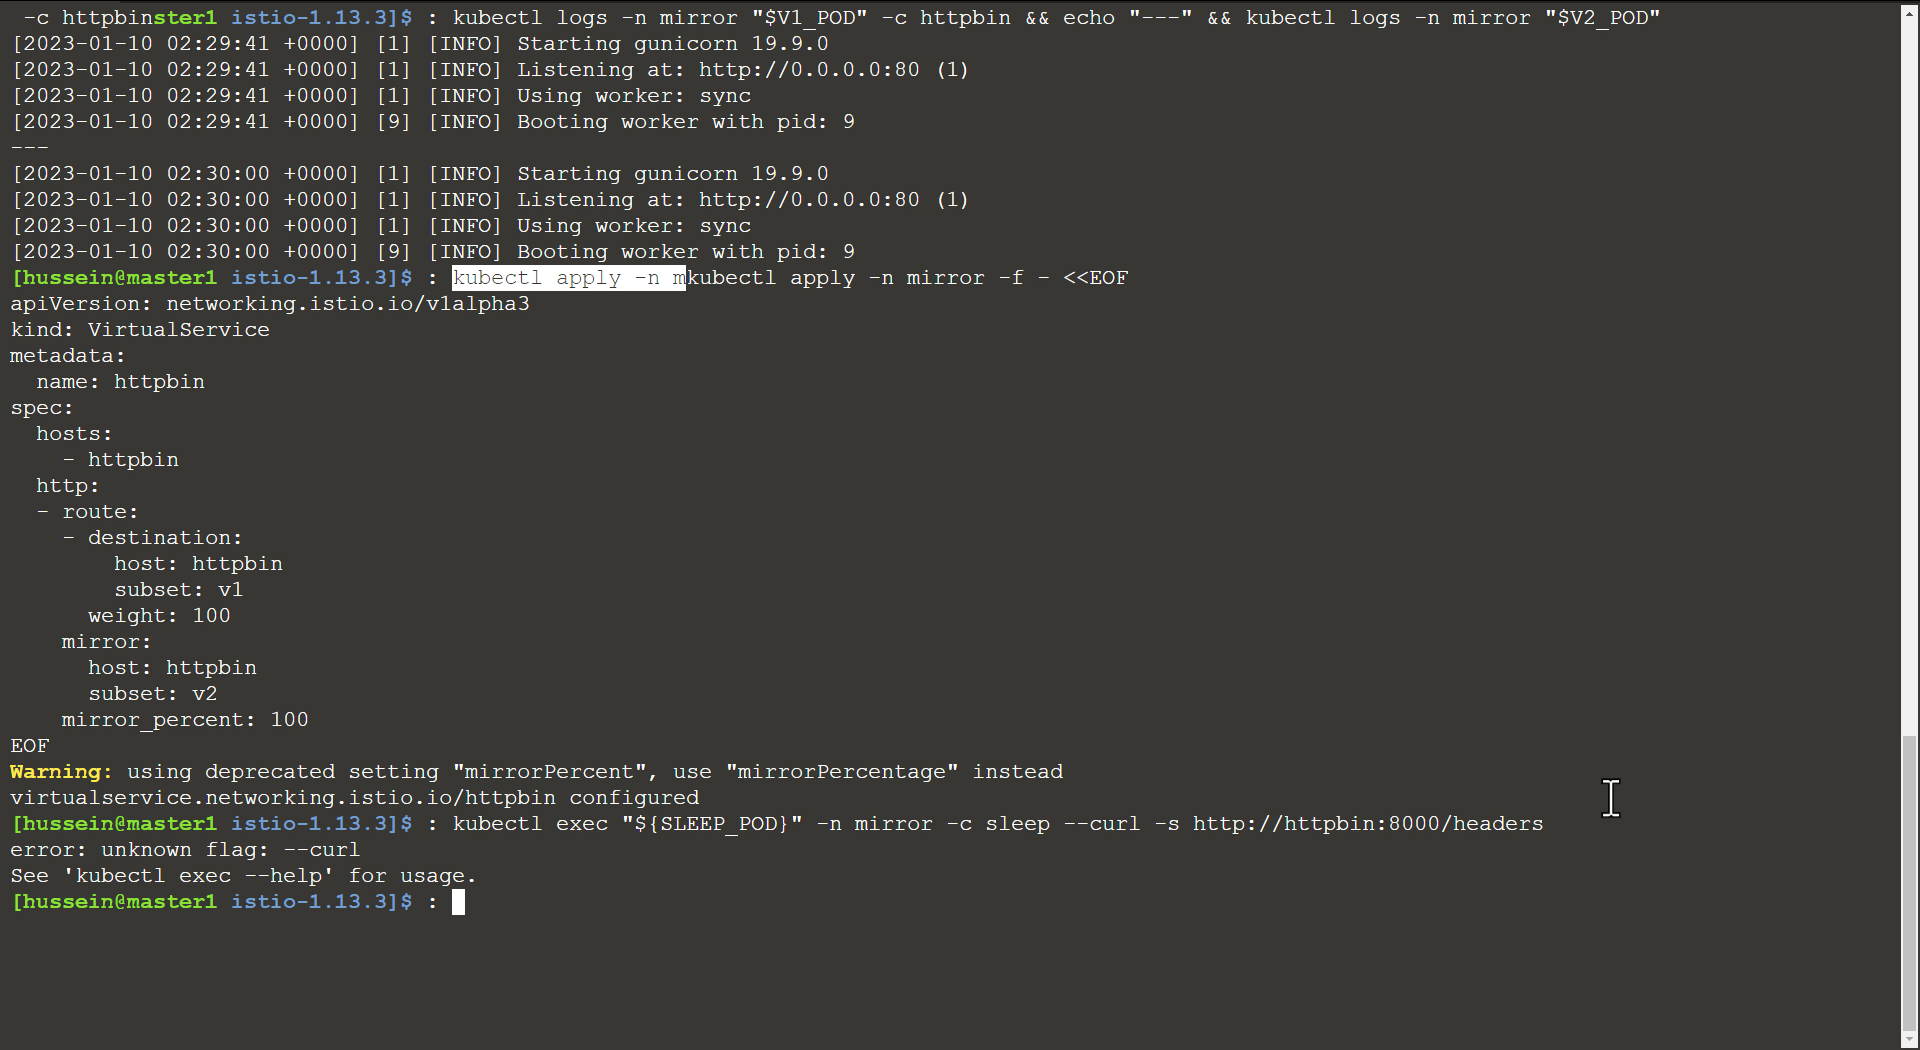 -c httpbinster1 istio-1.13.3]$ : kubectl logs -n mirror "$V1_POD" -c httpbin && echo "---" && kubectl logs -n mirror "$V2_POD"
[2023-01-10 02:29:41 +0000] [1] [INFO] Starting gunicorn 19.9.0
[2023-01-10 02:29:41 +0000] [1] [INFO] Listening at: http://0.0.0.0:80 (1)
[2023-01-10 02:29:41 +0000] [1] [INFO] Using worker: sync
[2023-01-10 02:29:41 +0000] [9] [INFO] Booting worker with pid: 9
---
[2023-01-10 02:30:00 +0000] [1] [INFO] Starting gunicorn 19.9.0
[2023-01-10 02:30:00 +0000] [1] [INFO] Listening at: http://0.0.0.0:80 (1)
[2023-01-10 02:30:00 +0000] [1] [INFO] Using worker: sync
[2023-01-10 02:30:00 +0000] [9] [INFO] Booting worker with pid: 9
[hussein@master1 istio-1.13.3]$ : kubectl apply -n mkubectl apply -n mirror -f - <<EOF
apiVersion: networking.istio.io/v1alpha3
kind: VirtualService
metadata:
  name: httpbin
spec:
  hosts:
    - httpbin
  http:
  - route:
    - destination:
        host: httpbin
        subset: v1
      weight: 100
    mirror:
      host: httpbin
      subset: v2
    mirror_percent: 100
EOF
Warning: using deprecated setting "mirrorPercent", use "mirrorPercentage" instead
virtualservice.networking.istio.io/httpbin configured
[hussein@master1 istio-1.13.3]$ : kubectl exec "${SLEEP_POD}" -n mirror -c sleep --curl -s http://httpbin:8000/headers
error: unknown flag: --curl
See 'kubectl exec --help' for usage.
[hussein@master1 istio-1.13.3]$ :